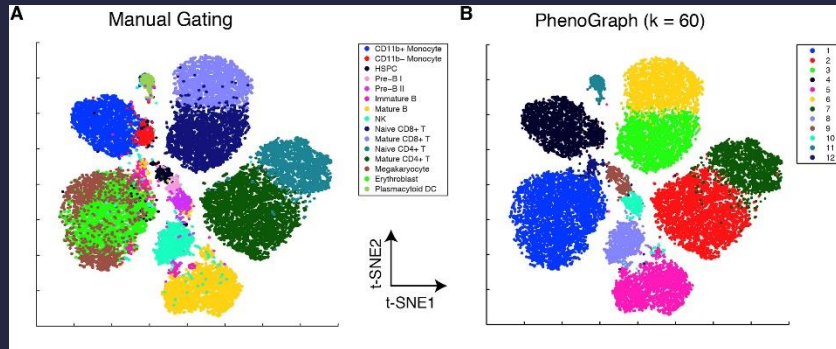 A
Manual Gating
CD11b+ Monocyte
CD11b− Monocyte
HSPC
Pre−B I
Pre−B II
Immature B
Mature B
NK
Naive CD8+ T
Mature CD8+ T
Naive CD4+ T
Mature CD4+ T
Megakaryocyte
Erythroblast
Plasmacytoid DC
t-SNE2
t-SNE1
B
PhenoGraph (k = 60)
1
2
3
4
5
6
7
8
9
10
11
12